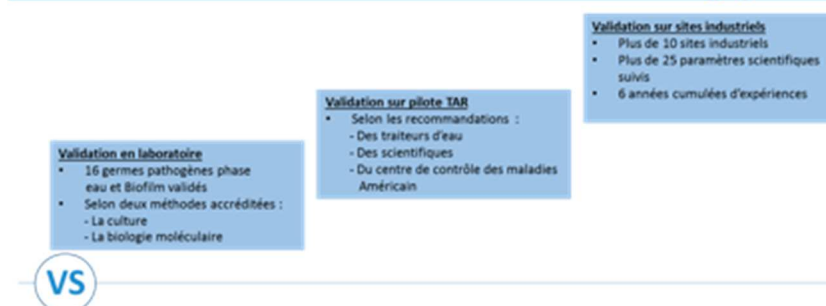 Validation sur sites industriels
• Plus de 10 sites industriels
• Plus de 25 paramètres scientifiques
suivis
• 6 années cumulées d'expériences
Validation sur pilote TAR
• Selon les recommandations :
- Des traiteurs d'eau
- Des scientifiques
- Du centre de contrôle des maladies
Américain
Validation en laboratoire
• 16 germes pathogènes phase
eau et Biofilm validés
• Selon deux méthodes accréditées :
- La culture
- La biologie moléculaire
VS